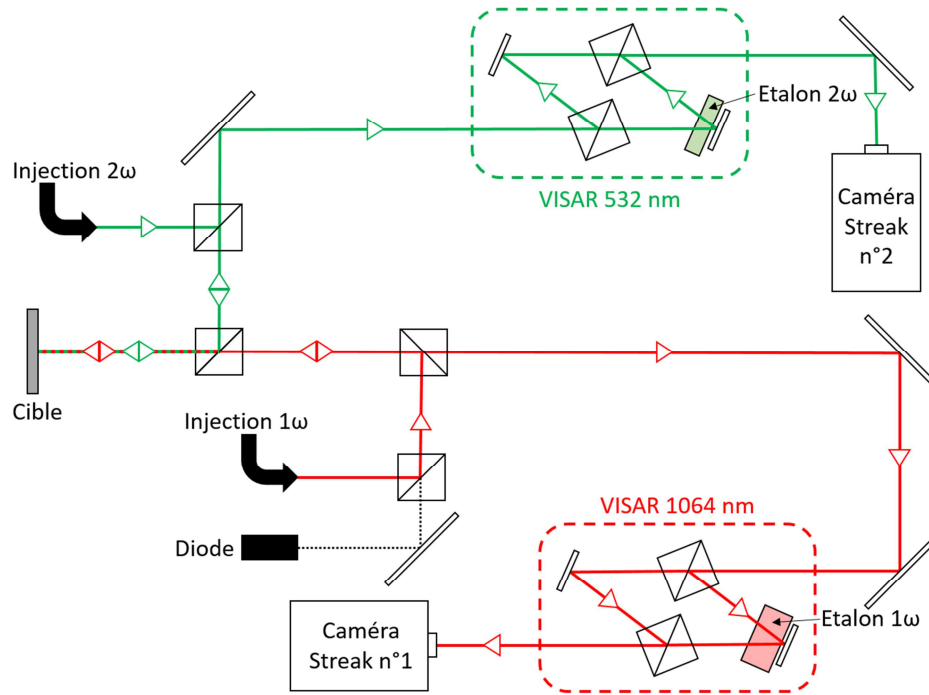 Etalon 2ω
Injection 2ω
VISAR 532 nm
Caméra
Streak
n°2
Cible
Injection 1ω
Diode
VISAR 1064 nm
Etalon 1ω
Caméra
Streak n°1